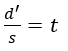 d′/s = t